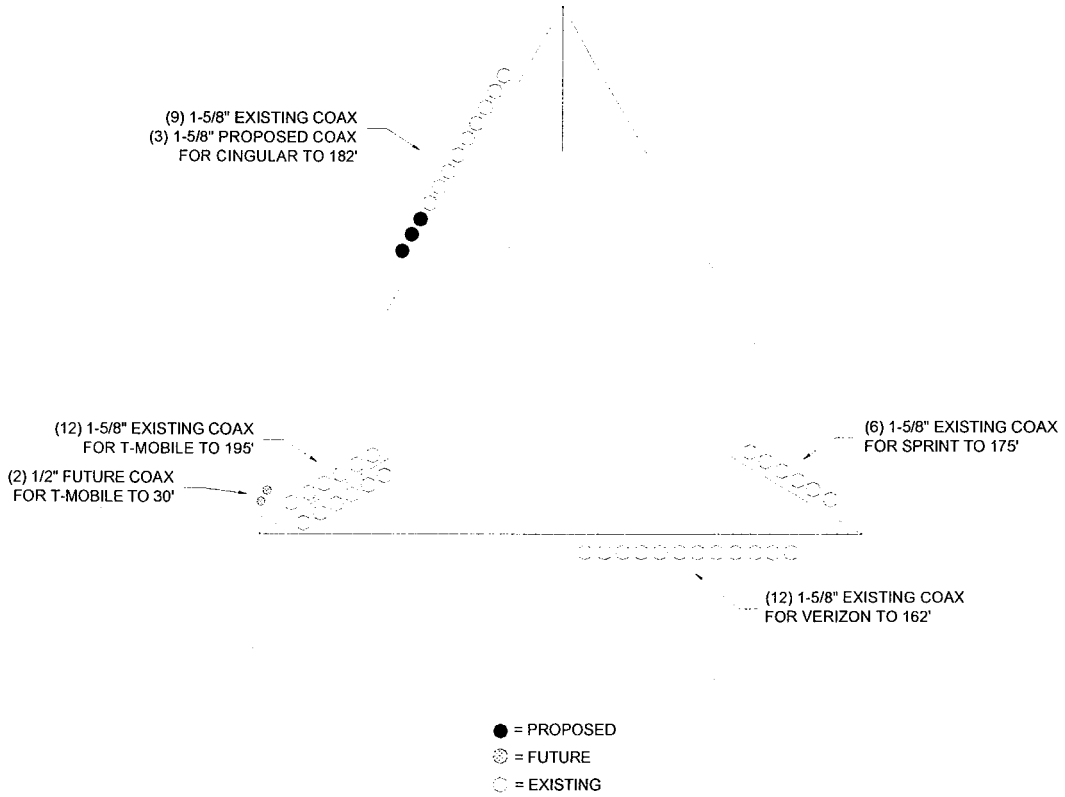 (9) 1-5/8" EXISTING COAX
(3) 1-5/8" PROPOSED COAX
FOR CINGULAR TO 182'
(12) 1-5/8" EXISTING COAX
FOR T-MOBILE TO 195'
(2) 1/2" FUTURE COAX
FOR T-MOBILE TO 30'
(6) 1-5/8" EXISTING COAX
FOR SPRINT TO 175'
(12) 1-5/8" EXISTING COAX
FOR VERIZON TO 162'
= PROPOSED
= FUTURE
= EXISTING